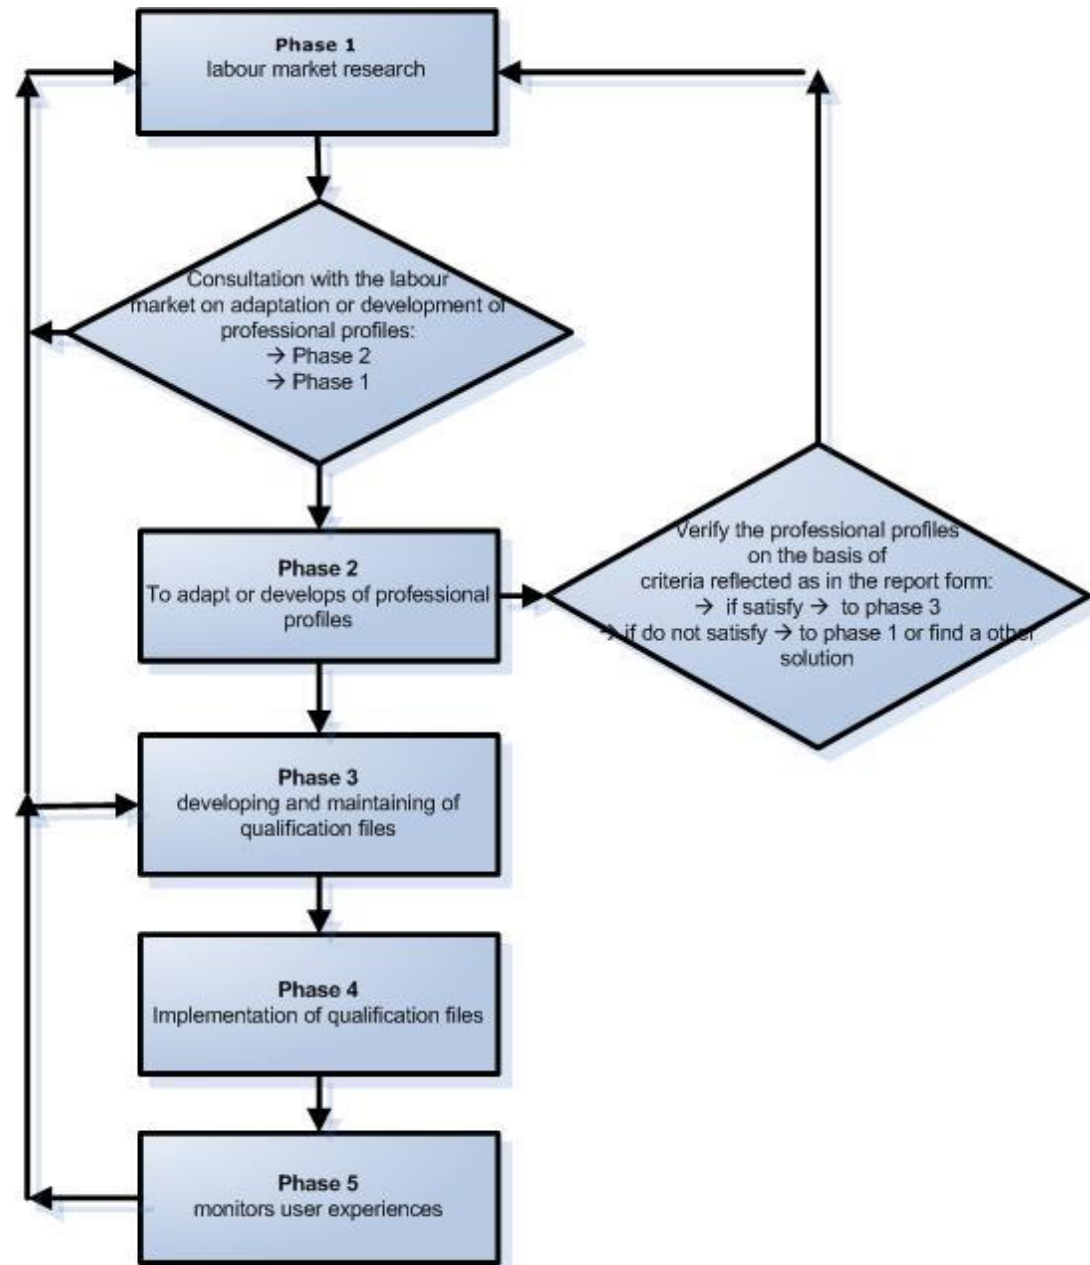 Phase 1
labour market research
Consultation with the labour
market on adaptation or development of
professional profiles:
→ Phase 2
→ Phase 1
Phase 2
To adapt or develops of professional
profiles
Verify the professional profiles
on the basis of
criteria reflected as in the report form:
→ if satisfy → to phase 3
→ if do not satisfy → to phase 1 or find a other
solution
Phase 3
developing and maintaining of
qualification files
Phase 4
Implementation of qualification files
Phase 5
monitors user experiences